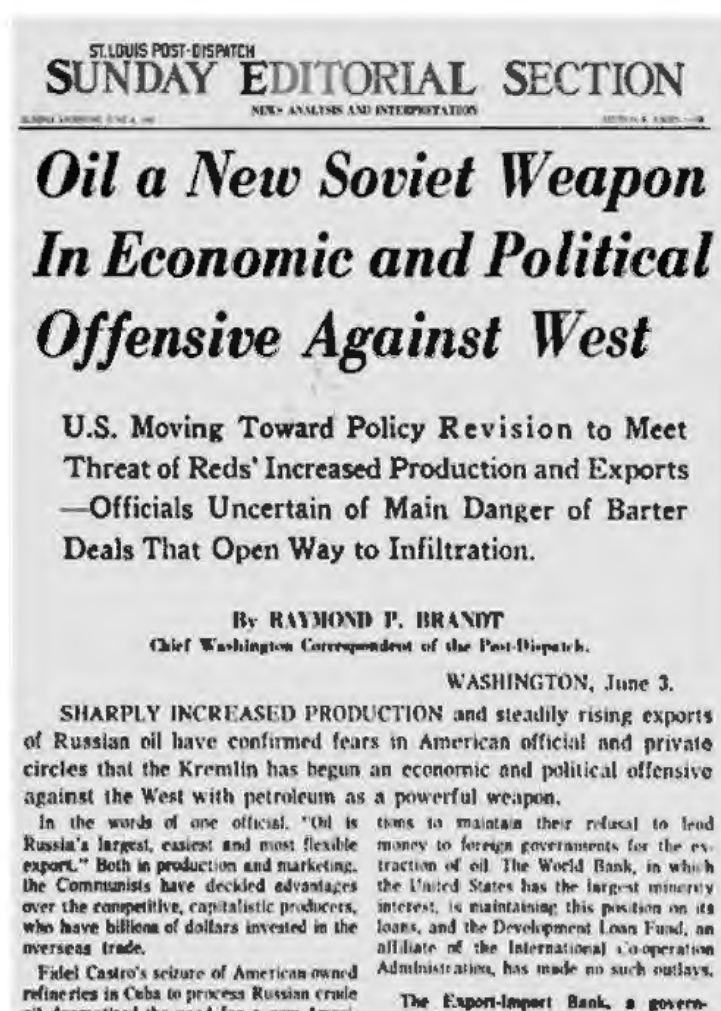 ST. LOUIS POST-DISPATCH
SUNDAY EDITORIAL SECTION
NEWS ANALYSIS AND INTERPRETATION
Oil a New Soviet Weapon
In Economic and Political
Offensive Against West
U.S. Moving Toward Policy Revision to Meet
Threat of Reds' Increased Production and Exports
—Officials Uncertain of Main Danger of Barter
Deals That Open Way to Infiltration.
By RAYMOND P. BRANDT
Chief Washington Correspondent of the Post-Dispatch.
WASHINGTON, June 3.
SHARPLY INCREASED PRODUCTION and steadily rising exports
of Russian oil have confirmed fears in American official and private
circles that the Kremlin has begun an economic and political offensive
against the West with petroleum as a powerful weapon.
In the words of one official, "Oil is
Russia's largest, easiest and most flexible
export." Both in production and marketing,
the Communists have decided advantages
over the competitive, capitalistic producers,
who have billions of dollars invested in the
overseas trade.
Fidel Castro's seizure of American owned
refineries in Cuba to process Russian crude
oil dramatized the need for a new
tions to maintain their refusal to lend
money to foreign governments for the ex-
traction of oil. The World Bank, in which
the United States has the largest minority
interest, is maintaining this position on its
loans, and the Development Loan Fund, an
affiliate of the International Co-operation
Administration, has made no such outlays.
The Export-Import Bank, a govern-